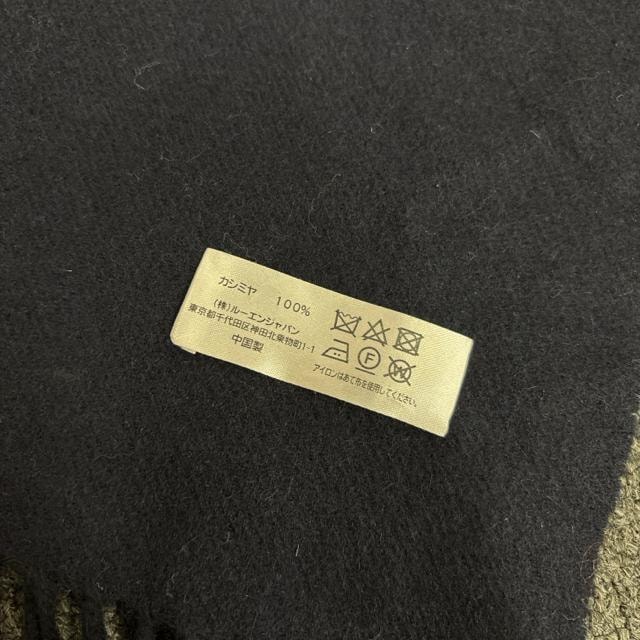 カシミヤ 100%
(株)ルーエンジャパン
東京都千代田区神田北乗物町1-1
中国製
F W
アイロンはあて布を使用してください。